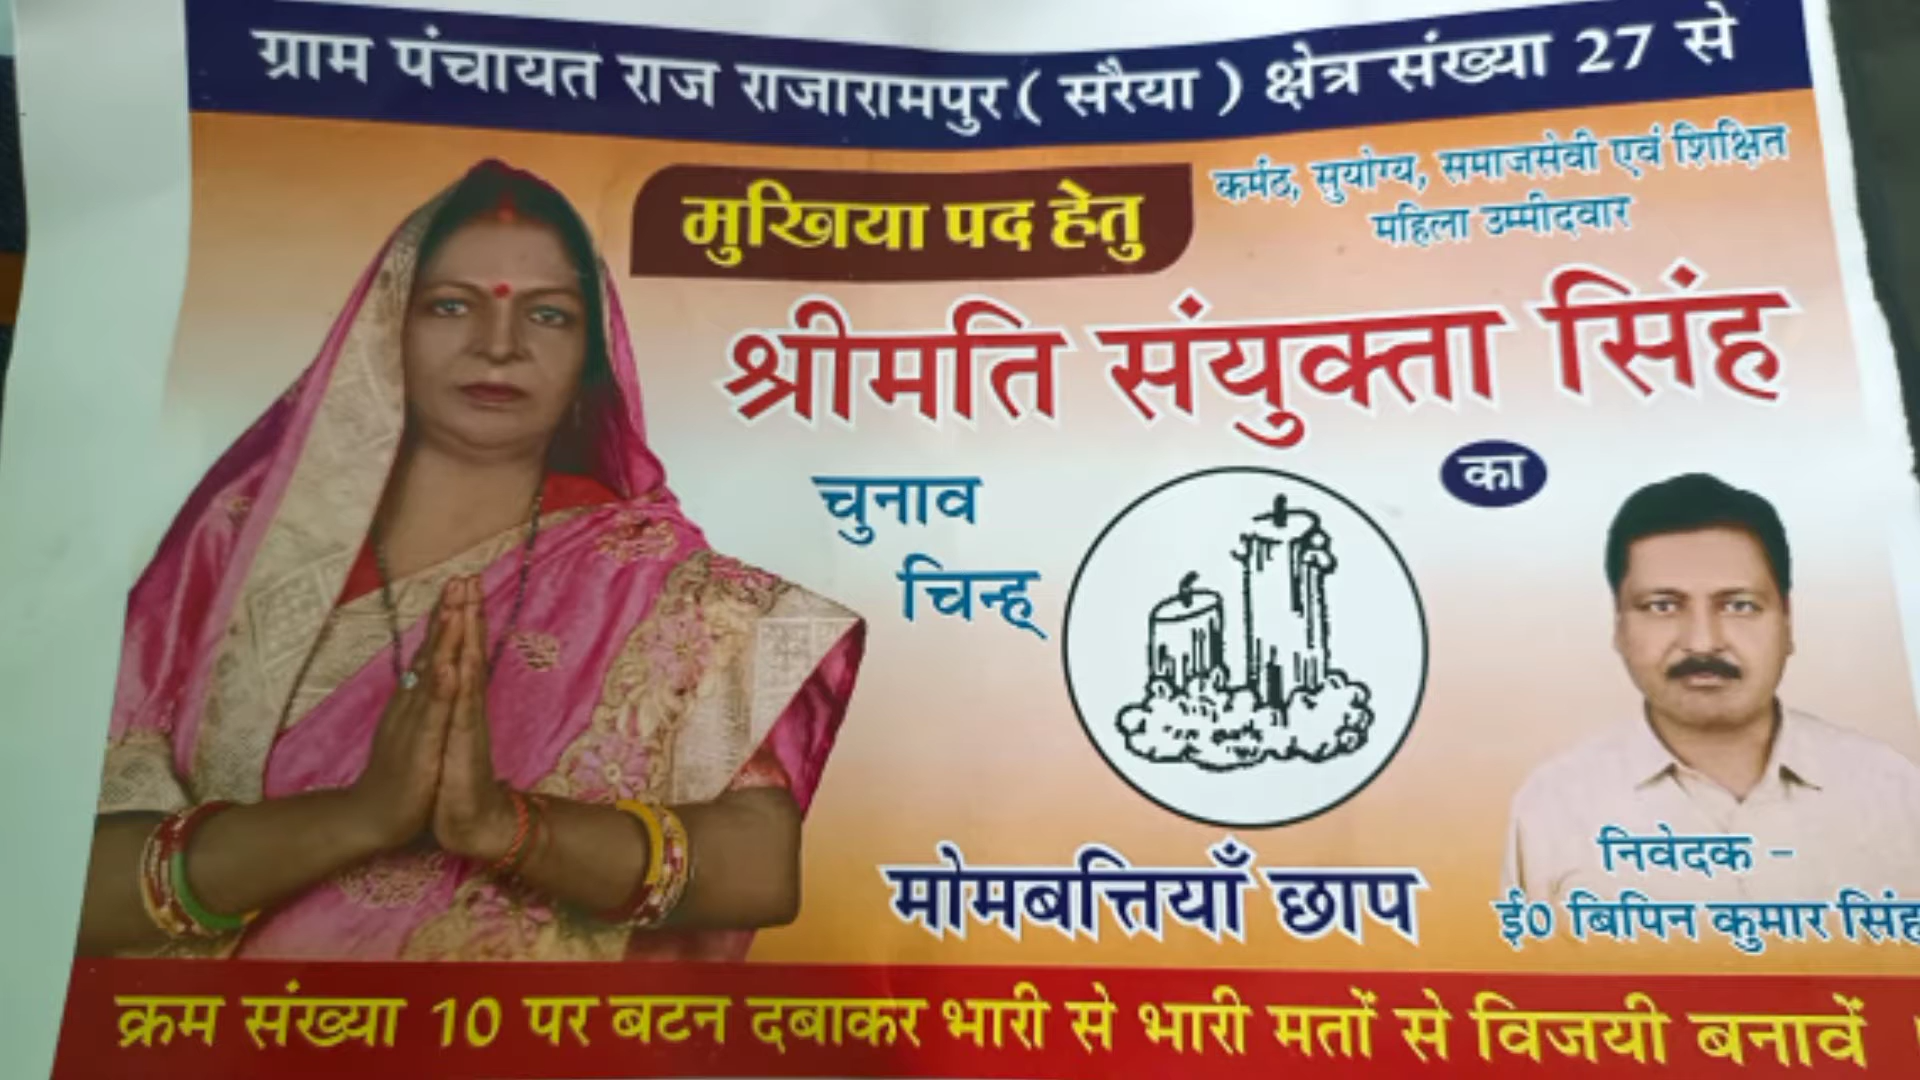 ग्राम पंचायत राज राजारामपुर ( सरैया ) क्षेत्र संख्या 27 से
मुखिया पद हेतु
कर्मठ, सुयोग्य, समाजसेवी एवं शिक्षित
महिला उम्मीदवार
श्रीमति संयुक्ता सिंह
का
चुनाव
चिन्ह्
मोमबत्तियाँ छाप
निवेदक -
ई0 बिपिन कुमार सिंह
क्रम संख्या 10 पर बटन दबाकर भारी से भारी मतों से विजयी बनावें ।